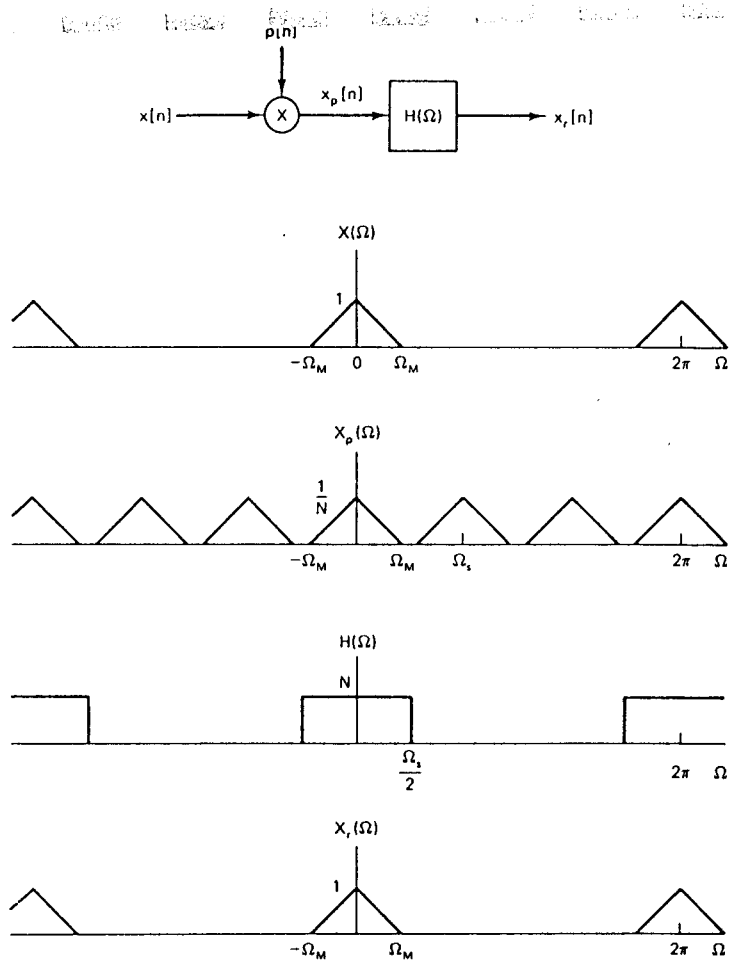 p[n]
x[n] X x_p[n] H(Ω) x_r[n]
X(Ω)
1
−Ω_M 0 Ω_M 2π Ω
X_p(Ω)
1/N
−Ω_M Ω_M Ω_s 2π Ω
H(Ω)
N
Ω_s/2 2π Ω
X_r(Ω)
1
−Ω_M Ω_M 2π Ω